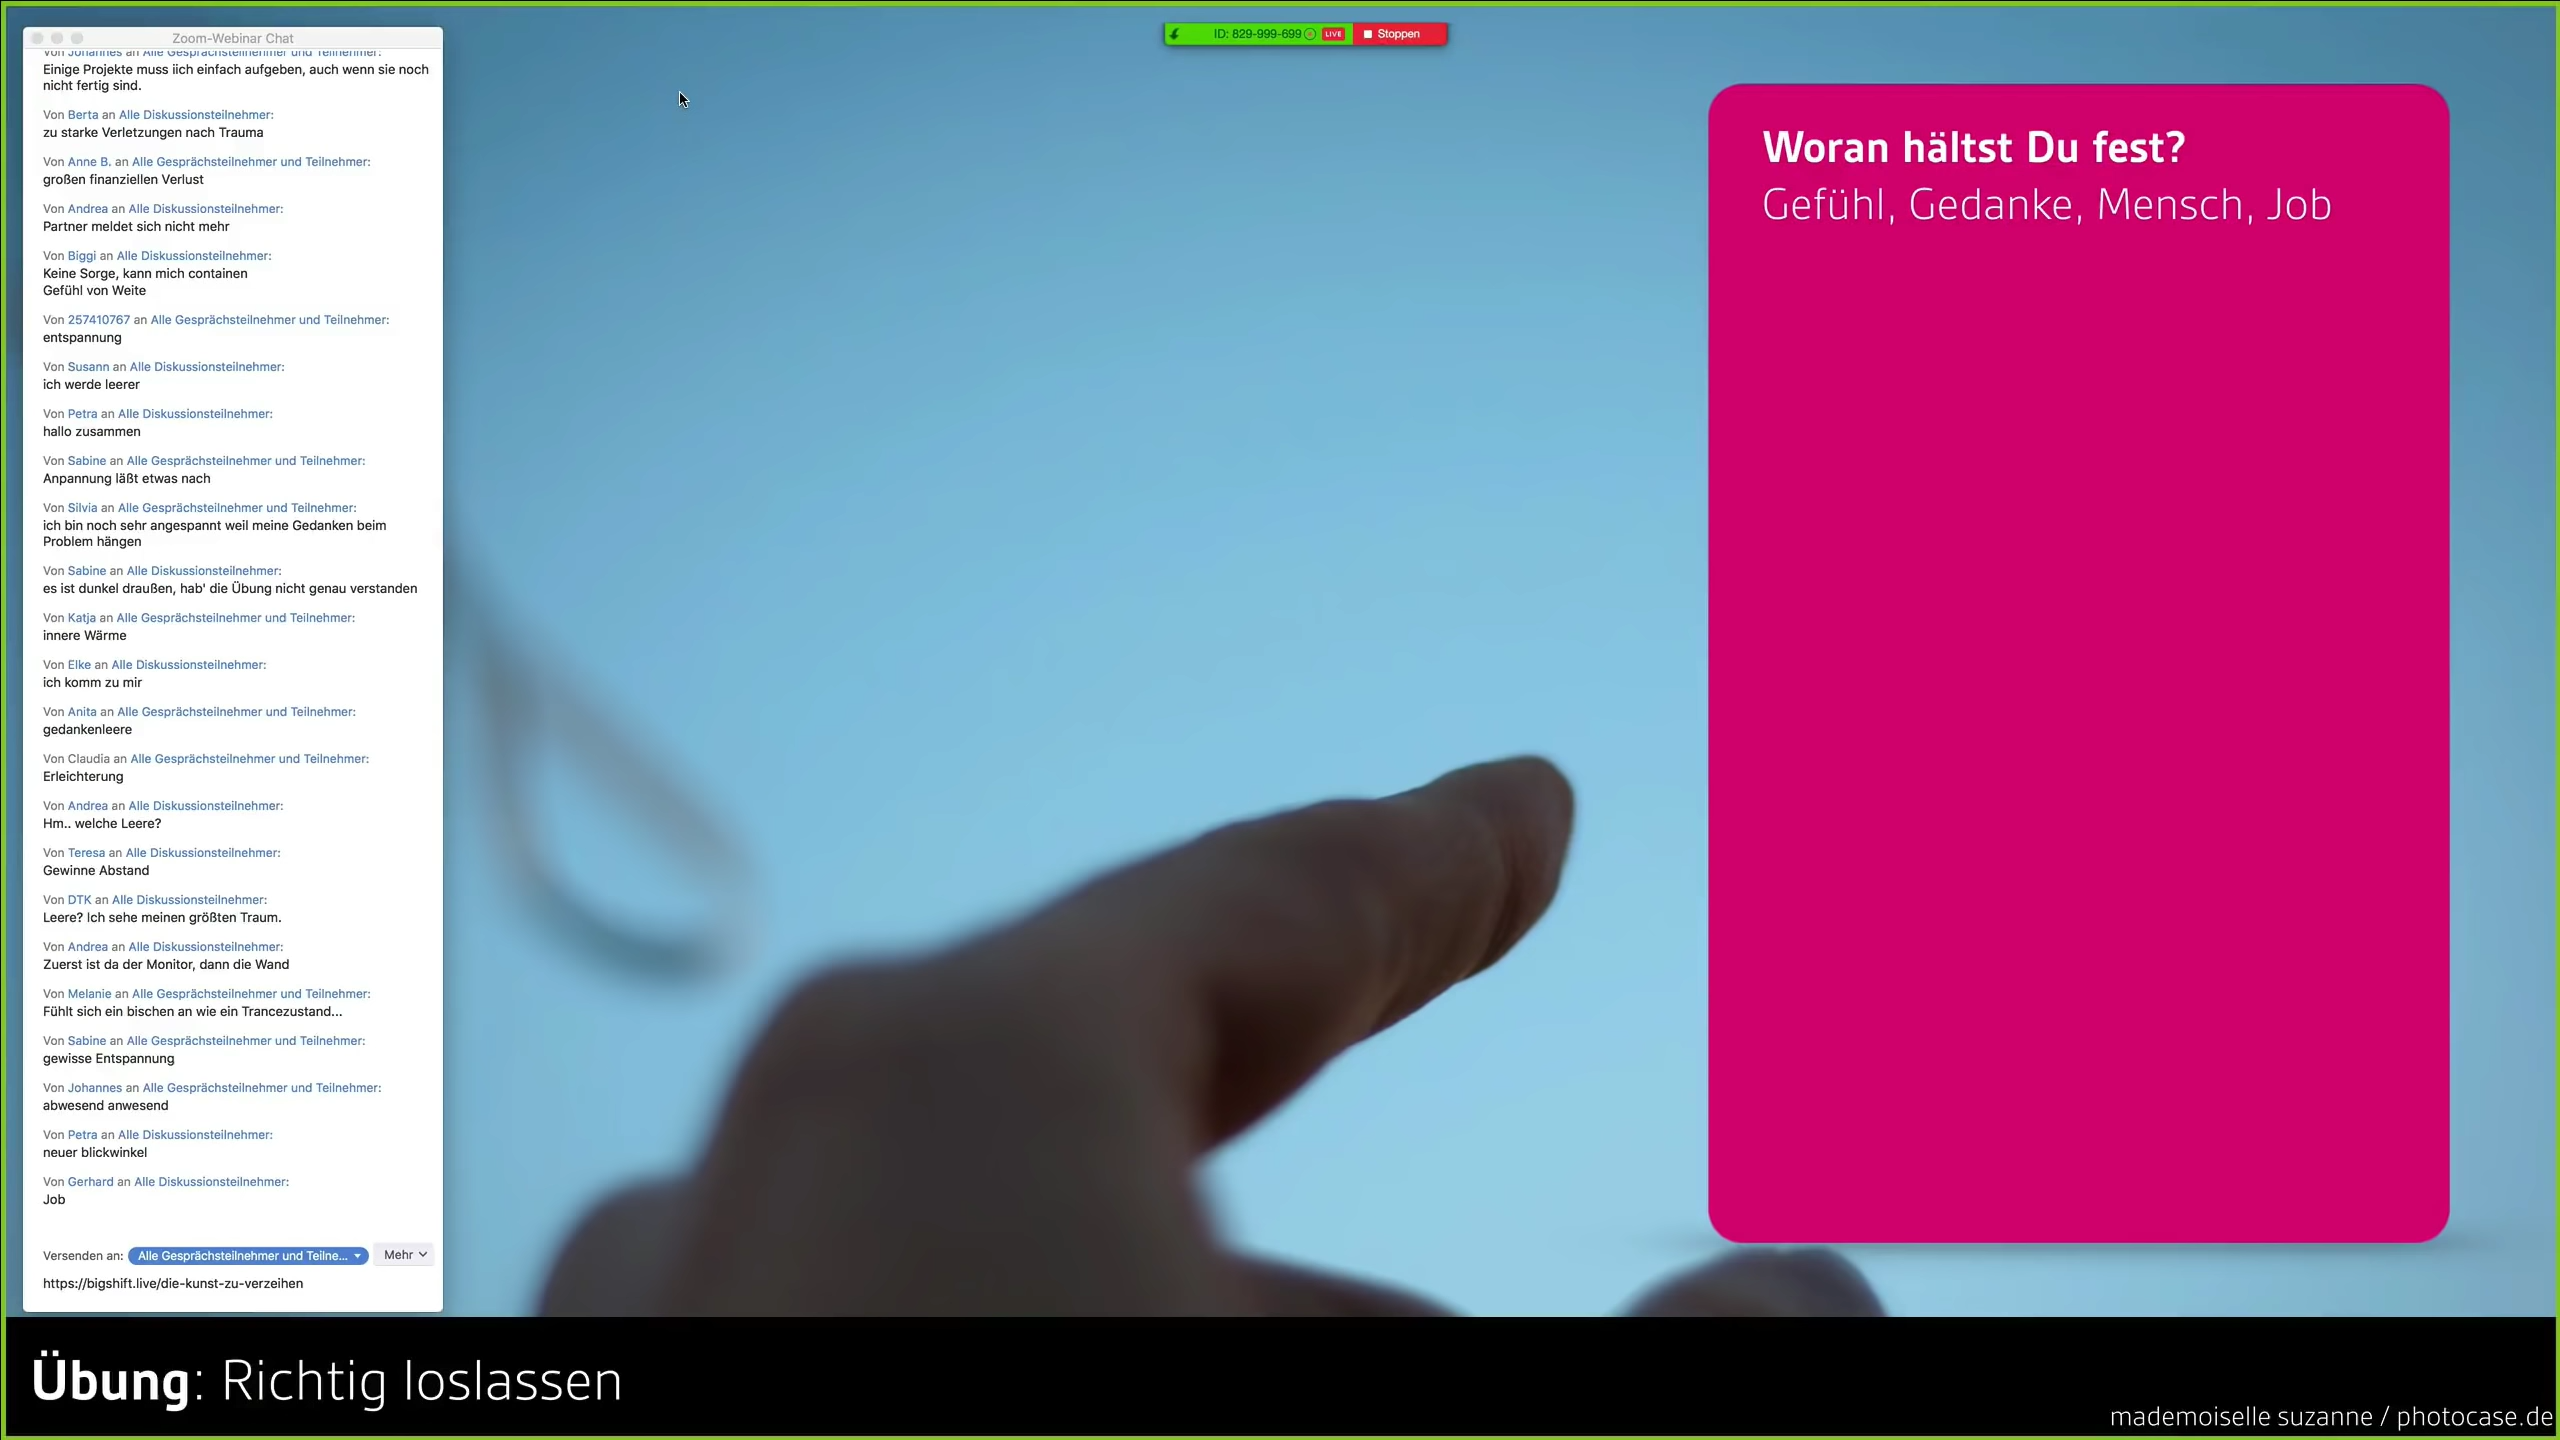 Zoom-Webinar Chat
Von Johannes an Alle Gesprächsteilnehmer und Teilnehmer:
Einige Projekte muss iich einfach aufgeben, auch wenn sie noch
nicht fertig sind.
Von Berta an Alle Diskussionsteilnehmer:
zu starke Verletzungen nach Trauma
Von Anne B. an Alle Gesprächsteilnehmer und Teilnehmer:
großen finanziellen Verlust
Von Andrea an Alle Diskussionsteilnehmer:
Partner meldet sich nicht mehr
Von Biggi an Alle Diskussionsteilnehmer:
Keine Sorge, kann mich containen
Gefühl von Weite
Von 257410767 an Alle Gesprächsteilnehmer und Teilnehmer:
entspannung
Von Susann an Alle Diskussionsteilnehmer:
ich werde leerer
Von Petra an Alle Diskussionsteilnehmer:
hallo zusammen
Von Sabine an Alle Gesprächsteilnehmer und Teilnehmer:
Anpannung läßt etwas nach
Von Silvia an Alle Gesprächsteilnehmer und Teilnehmer:
ich bin noch sehr angespannt weil meine Gedanken beim
Problem hängen
Von Sabine an Alle Diskussionsteilnehmer:
es ist dunkel draußen, hab' die Übung nicht genau verstanden
Von Katja an Alle Gesprächsteilnehmer und Teilnehmer:
innere Wärme
Von Elke an Alle Diskussionsteilnehmer:
ich komm zu mir
Von Anita an Alle Gesprächsteilnehmer und Teilnehmer:
gedankenleere
Von Claudia an Alle Gesprächsteilnehmer und Teilnehmer:
Erleichterung
Von Andrea an Alle Diskussionsteilnehmer:
Hm.. welche Leere?
Von Teresa an Alle Diskussionsteilnehmer:
Gewinne Abstand
Von DTK an Alle Diskussionsteilnehmer:
Leere? Ich sehe meinen größten Traum.
Von Andrea an Alle Diskussionsteilnehmer:
Zuerst ist da der Monitor, dann die Wand
Von Melanie an Alle Gesprächsteilnehmer und Teilnehmer:
Fühlt sich ein bischen an wie ein Trancezustand...
Von Sabine an Alle Gesprächsteilnehmer und Teilnehmer:
gewisse Entspannung
Von Johannes an Alle Gesprächsteilnehmer und Teilnehmer:
abwesend anwesend
Von Petra an Alle Diskussionsteilnehmer:
neuer blickwinkel
Von Gerhard an Alle Diskussionsteilnehmer:
Job
Versenden an: Alle Gesprächsteilnehmer und Teilne... Mehr
https://bigshift.live/die-kunst-zu-verzeihen
ID: 829-999-699 LIVE Stoppen
Woran hältst Du fest?
Gefühl, Gedanke, Mensch, Job
Übung: Richtig loslassen
mademoiselle suzanne / photocase.de